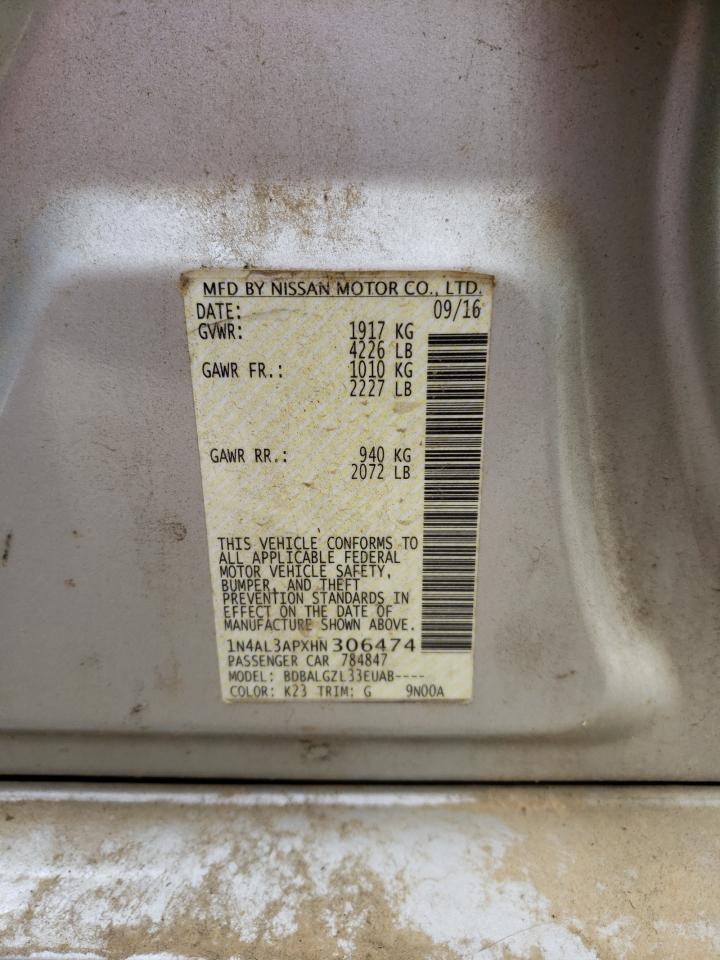 MFD BY NISSAN MOTOR CO., LTD.
DATE: 09/16
GVWR: 1917 KG
4226 LB
GAWR FR.: 1010 KG
2227 LB
GAWR RR.: 940 KG
2072 LB
THIS VEHICLE CONFORMS TO
ALL APPLICABLE FEDERAL
MOTOR VEHICLE SAFETY,
BUMPER, AND THEFT
PREVENTION STANDARDS IN
EFFECT ON THE DATE OF
MANUFACTURE SHOWN ABOVE.
1N4AL3APXHN306474
PASSENGER CAR 784847
MODEL: BDBALGZL33EUAB----
COLOR: K23 TRIM: G 9N00A